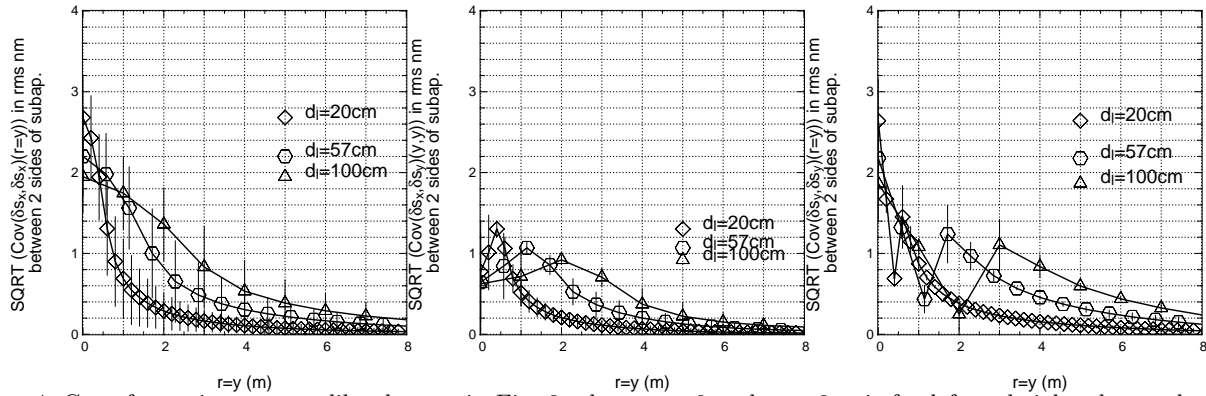 4
3
2
1
0
0 2 4 6 8
r=y (m)
SQRT (Cov(δsx,δsx)(r=y)) in rms nm
between 2 sides of subap.
dl=20cm
dl=57cm
dl=100cm
4
3
2
1
0
0 2 4 6 8
r=y (m)
SQRT (Cov(δsx,δsy)(y,y)) in rms nm
between 2 sides of subap.
dl=20cm
dl=57cm
dl=100cm
4
3
2
1
0
0 2 4 6 8
r=y (m)
SQRT (Cov(δsy,δsy)(r=y)) in rms nm
between 2 sides of subap.
dl=20cm
dl=57cm
dl=100cm